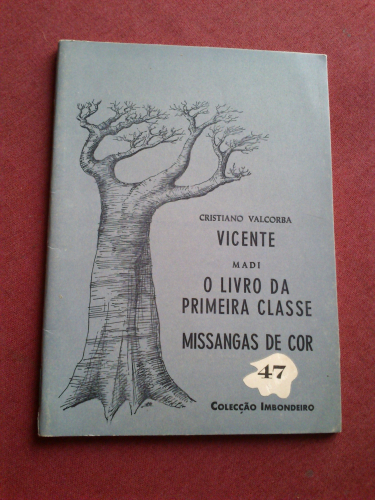 CRISTIANO VALCORBA
VICENTE
MADI
O LIVRO DA
PRIMEIRA CLASSE
MISSANGAS DE COR
47
COLECÇÃO IMBONDEIRO